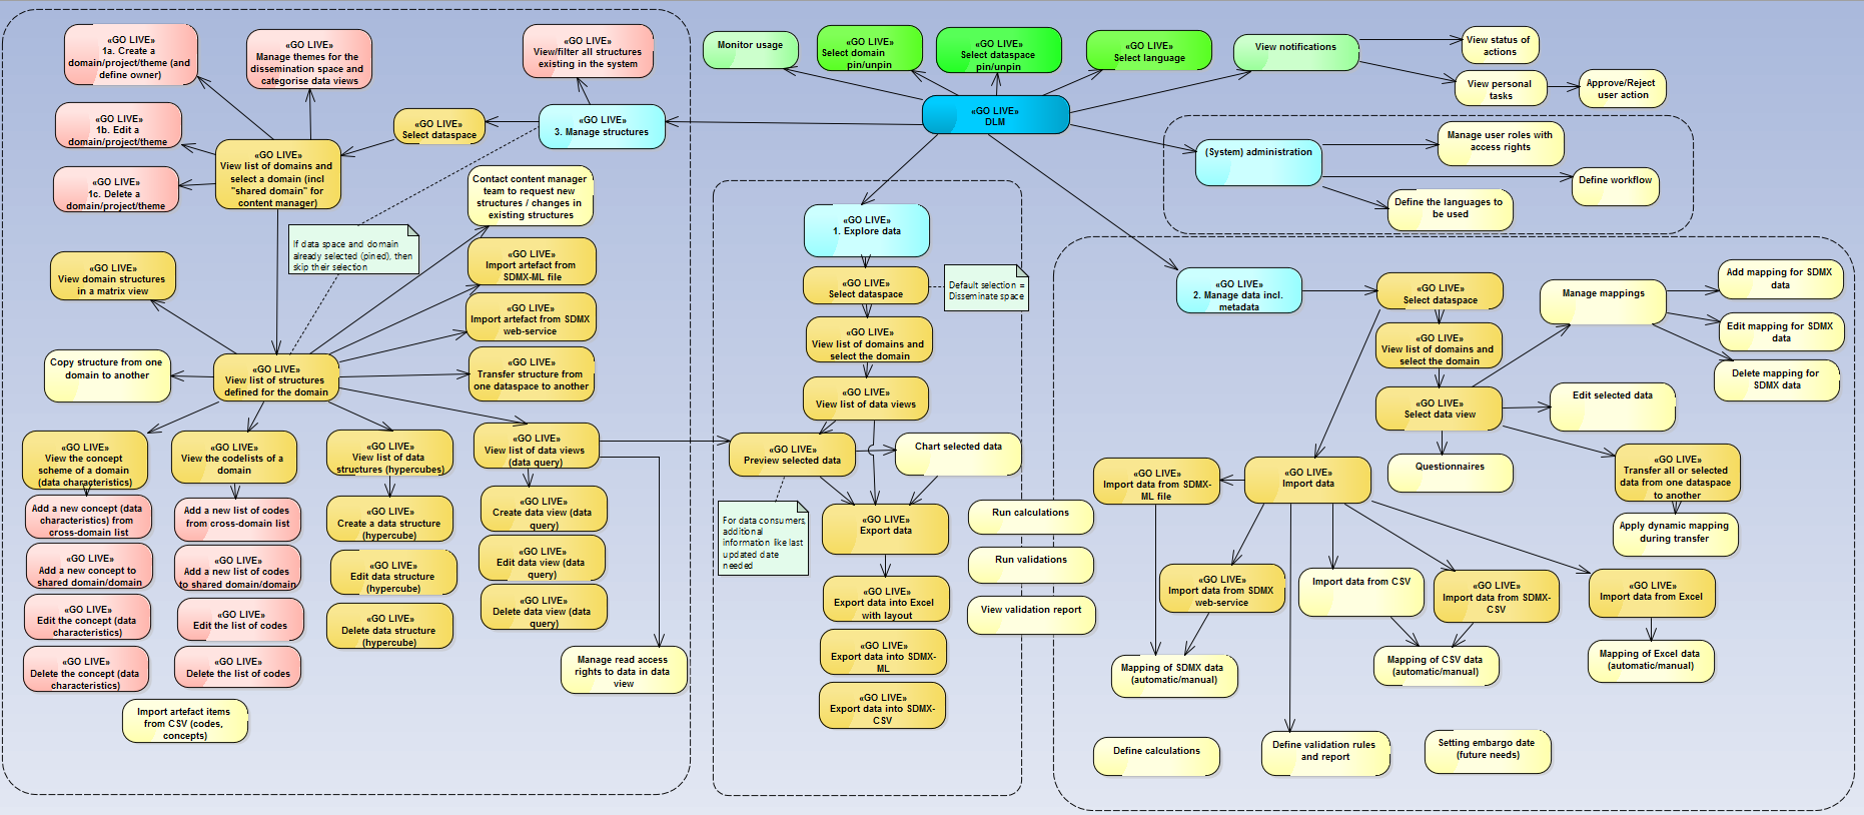 «GO LIVE»
1a. Create a
domain/project/theme (and
define owner)
«GO LIVE»
Manage themes for the
dissemination space and
categorise data views
«GO LIVE»
View/filter all structures
existing in the system
«GO LIVE»
1b. Edit a
domain/project/theme
«GO LIVE»
1c. Delete a
domain/project/theme
«GO LIVE»
View list of domains and
select a domain (incl
"shared domain" for
content manager)
«GO LIVE»
Select dataspace
«GO LIVE»
3. Manage structures
Contact content manager
team to request new
structures / changes in
existing structures
If data space and domain
already selected (pined), then
skip their selection
«GO LIVE»
Import artefact from
SDMX-ML file
«GO LIVE»
View domain structures
in a matrix view
«GO LIVE»
Import artefact from SDMX
web-service
Copy structure from one
domain to another
«GO LIVE»
View list of structures
defined for the domain
«GO LIVE»
Transfer structure from
one dataspace to another
«GO LIVE»
View the concept
scheme of a domain
(data characteristics)
«GO LIVE»
View the codelists of a
domain
«GO LIVE»
View list of data
structures (hypercubes)
«GO LIVE»
View list of data views
(data query)
«GO LIVE»
Add a new concept (data
characteristics) from
cross-domain list
«GO LIVE»
Add a new list of codes
from cross-domain list
«GO LIVE»
Create a data structure
(hypercube)
«GO LIVE»
Create data view (data
query)
«GO LIVE»
Add a new concept to
shared domain/domain
«GO LIVE»
Add a new list of codes
to shared domain/domain
«GO LIVE»
Edit data structure
(hypercube)
«GO LIVE»
Edit data view (data
query)
«GO LIVE»
Edit the concept (data
characteristics)
«GO LIVE»
Edit the list of codes
«GO LIVE»
Delete data structure
(hypercube)
«GO LIVE»
Delete data view (data
query)
«GO LIVE»
Delete the concept (data
characteristics)
«GO LIVE»
Delete the list of codes
Manage read access
rights to data in data
view
Import artefact items
from CSV (codes,
concepts)
Monitor usage
«GO LIVE»
Select domain
pin/unpin
«GO LIVE»
Select dataspace
pin/unpin
«GO LIVE»
Select language
View notifications
View status of
actions
View personal
tasks
Approve/Reject
user action
«GO LIVE»
DLM
(System) administration
Manage user roles with
access rights
Define workflow
Define the languages to
be used
«GO LIVE»
1. Explore data
«GO LIVE»
Select dataspace
Default selection =
Disseminate space
«GO LIVE»
View list of domains and
select the domain
«GO LIVE»
View list of data views
«GO LIVE»
Preview selected data
Chart selected data
For data consumers,
additional
information like last
updated date
needed
«GO LIVE»
Export data
«GO LIVE»
Export data into Excel
with layout
«GO LIVE»
Export data into SDMX-
ML
«GO LIVE»
Export data into SDMX-
CSV
Run calculations
Run validations
View validation report
«GO LIVE»
2. Manage data incl.
metadata
«GO LIVE»
Select dataspace
Manage mappings
Add mapping for SDMX
data
Edit mapping for SDMX
data
Delete mapping for
SDMX data
«GO LIVE»
View list of domains and
select the domain
«GO LIVE»
Select data view
Edit selected data
Questionnaires
«GO LIVE»
Transfer all or selected
data from one dataspace
to another
Apply dynamic mapping
during transfer
«GO LIVE»
Import data from SDMX-
ML file
«GO LIVE»
Import data
«GO LIVE»
Import data from SDMX
web-service
Import data from CSV
«GO LIVE»
Import data from SDMX-
CSV
«GO LIVE»
Import data from Excel
Mapping of SDMX data
(automatic/manual)
Mapping of CSV data
(automatic/manual)
Mapping of Excel data
(automatic/manual)
Define calculations
Define validation rules
and report
Setting embargo date
(future needs)